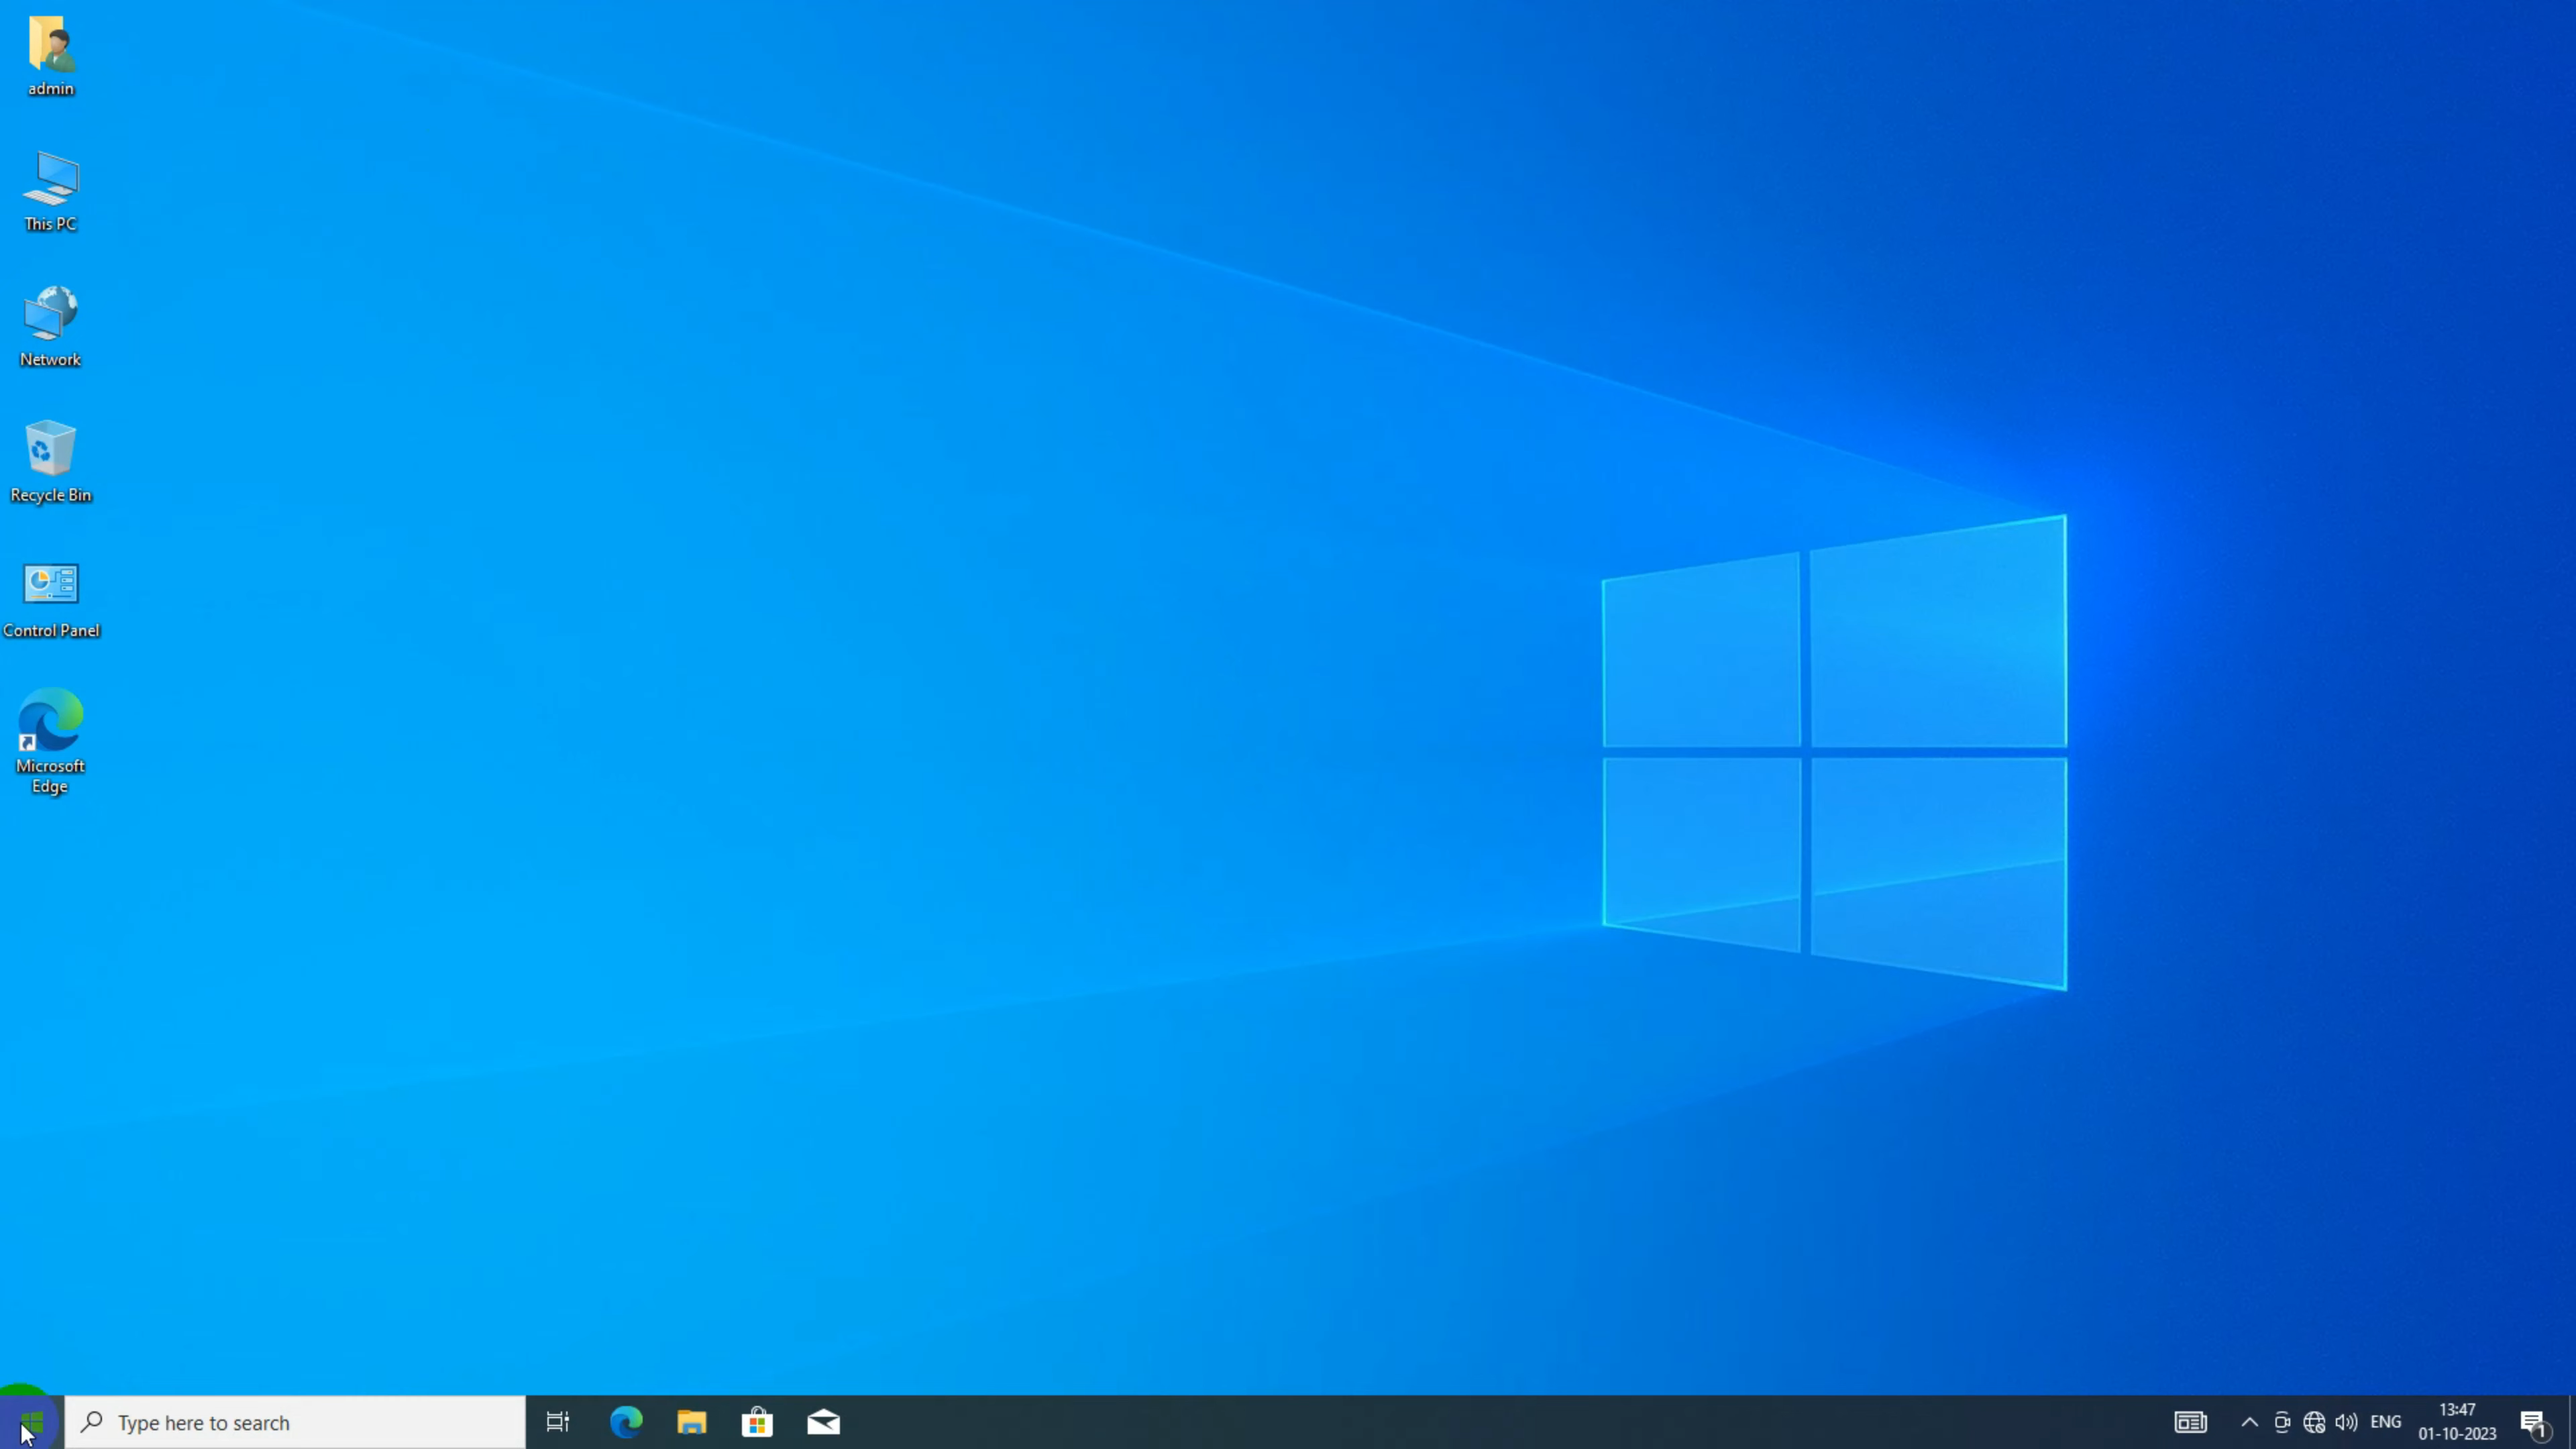 admin
This PC
Network
Recycle Bin
Control Panel
Microsoft
Edge
Type here to search
ENG
13:47
01-10-2023
1